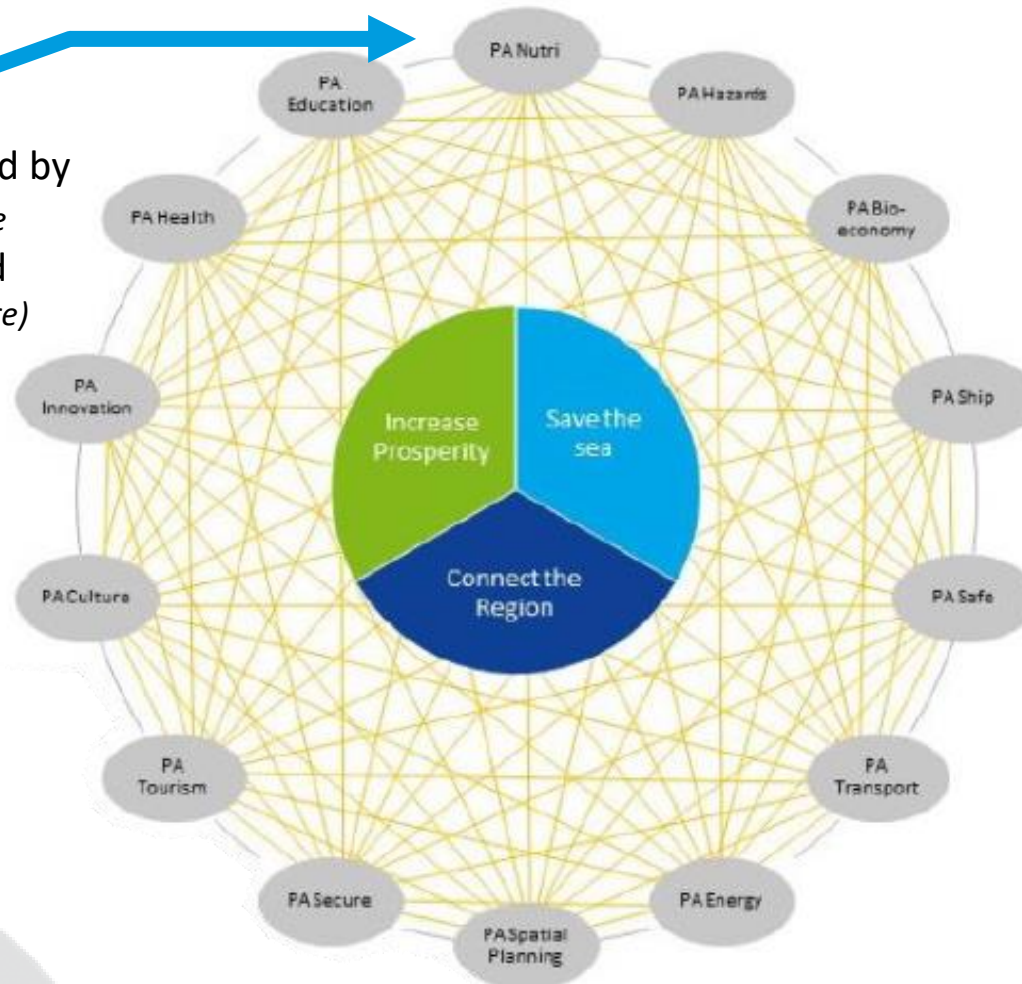 d by
e
d
re)
PA Nutri
PA Hazards
PA Bio-
economy
PA Ship
PA Safe
PA
Transport
PA Energy
PA Spatial
Planning
PA Secure
PA
Tourism
PA Culture
PA
Innovation
PA Health
PA
Education
Increase
Prosperity
Save the
sea
Connect the
Region